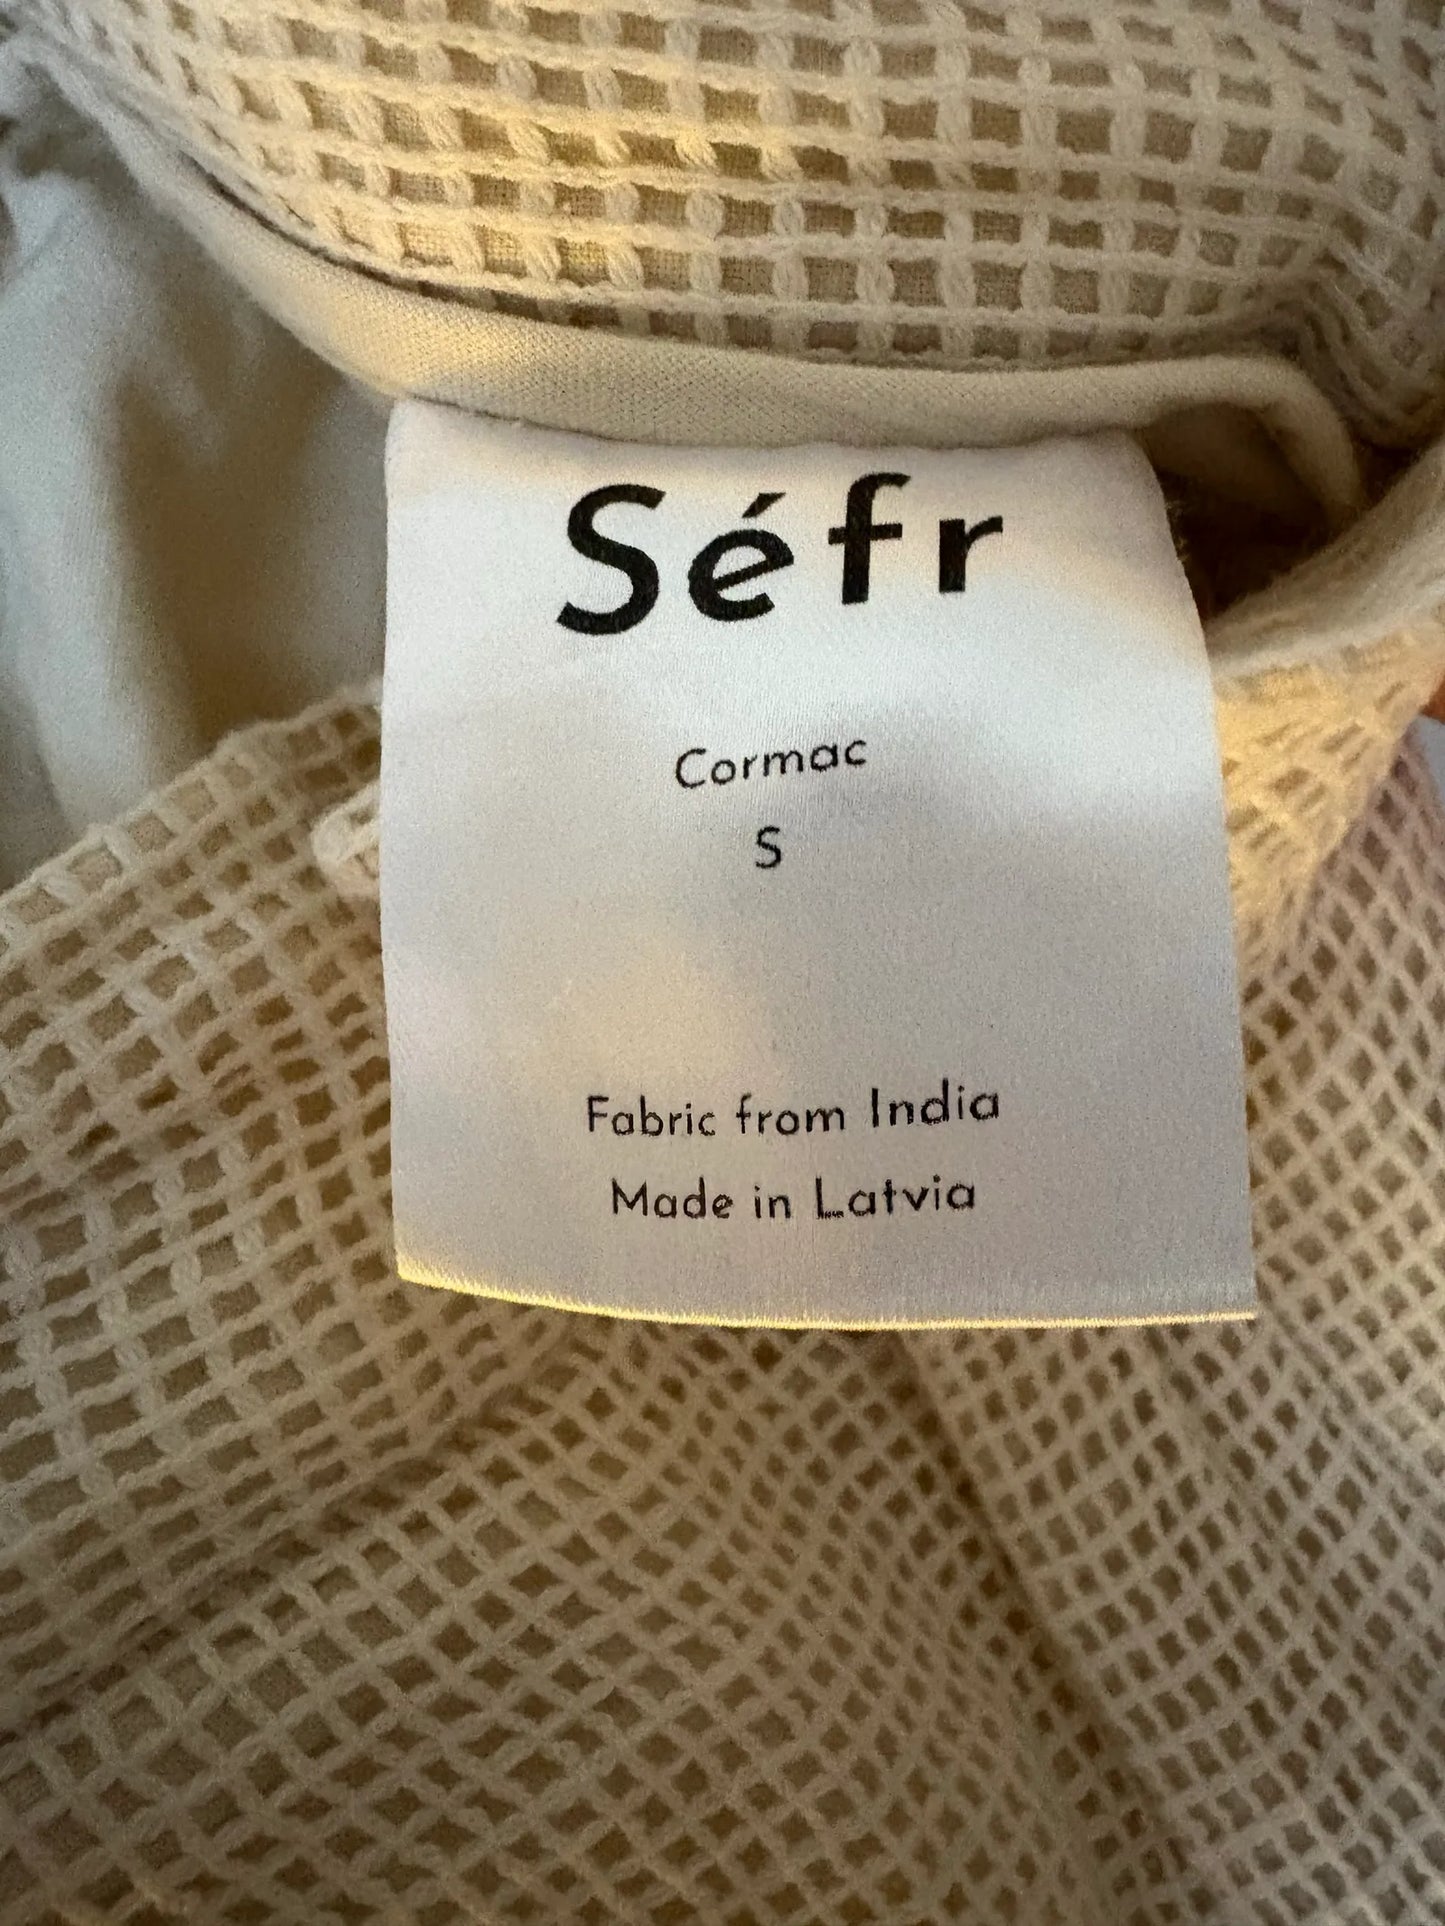 Séfr
Cormac
S
Fabric from India
Made in Latvia